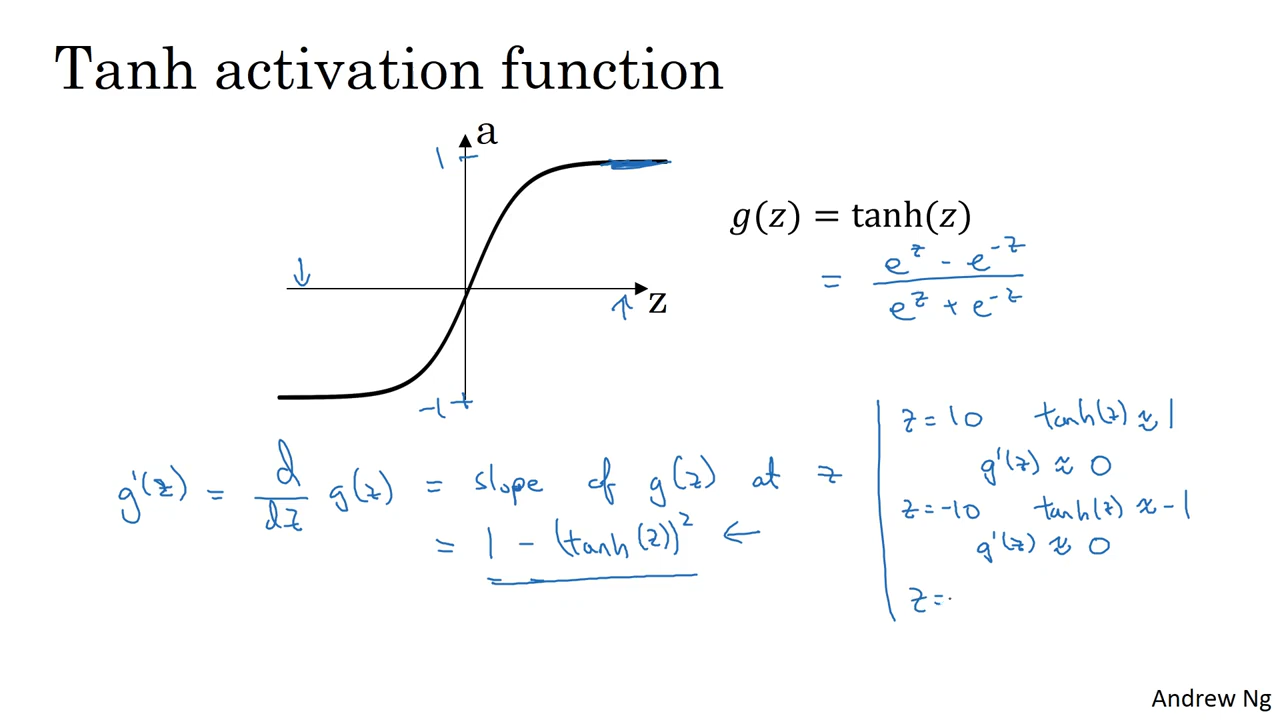 Tanh activation function
a
1
z
-1
g(z) = tanh(z)
= (e^z - e^-z) / (e^z + e^-z)
g'(z) = d/dz g(z) = slope of g(z) at z
= 1 - (tanh(z))^2 ←
z = 10 tanh(z) ≈ 1
g'(z) ≈ 0
z = -10 tanh(z) ≈ -1
g'(z) ≈ 0
z =
Andrew Ng